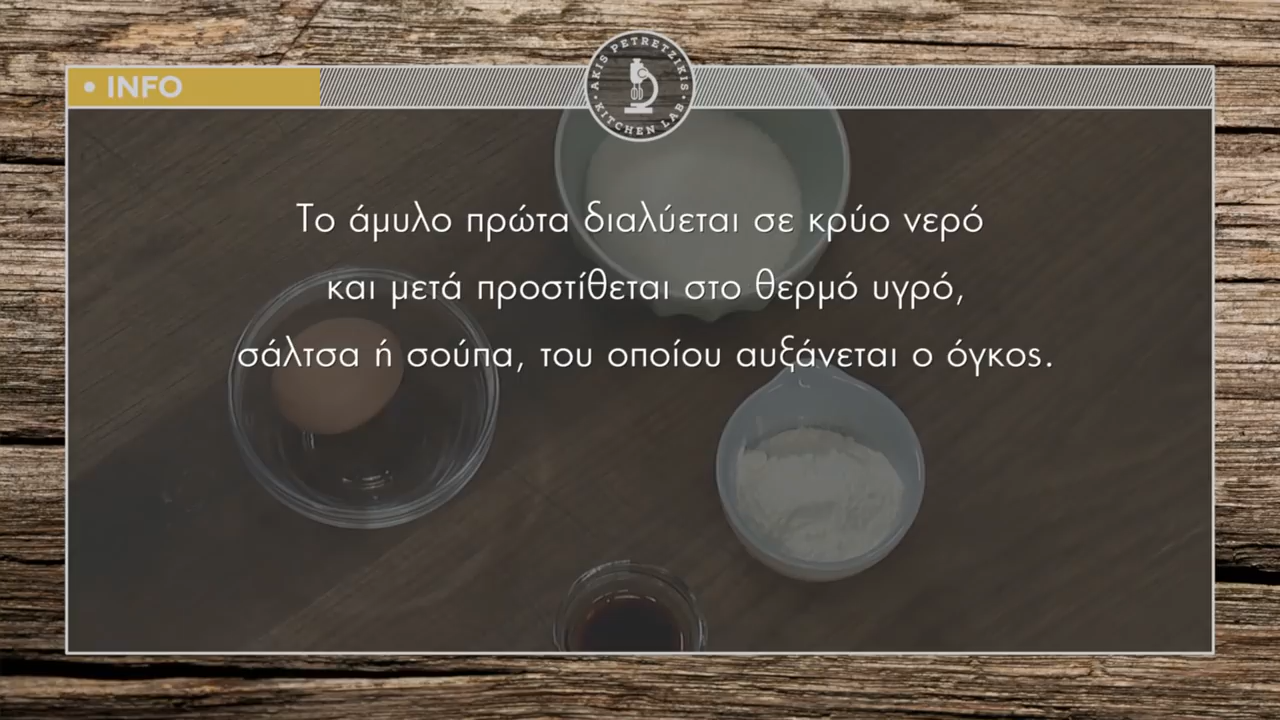 • INFO
AKIS PETRETZIKIS
• KITCHEN LAB •
Το άμυλο πρώτα διαλύεται σε κρύο νερό
και μετά προστίθεται στο θερμό υγρό,
σάλτσα ή σούπα, του οποίου αυξάνεται ο όγκος.